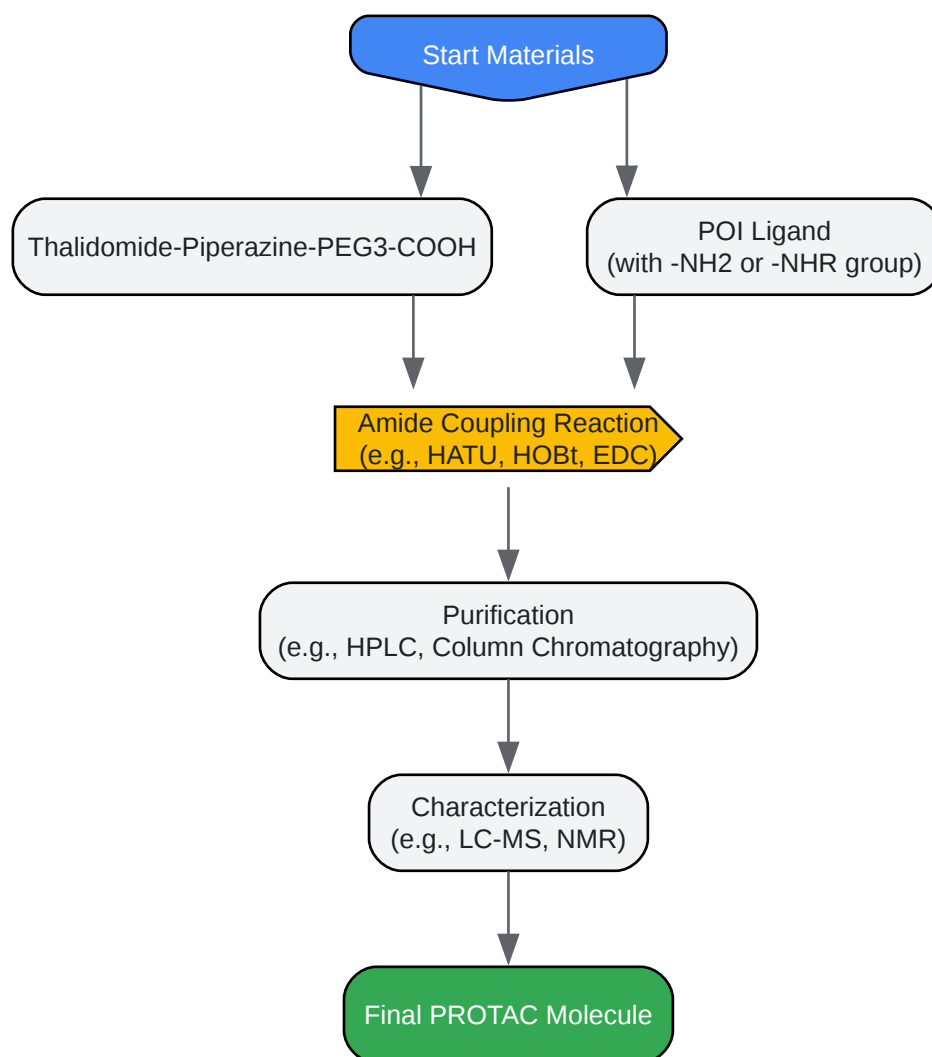 Start Materials
Thalidomide-Piperazine-PEG3-COOH
POI Ligand
(with -NH2 or -NHR group)
Amide Coupling Reaction
(e.g., HATU, HOBt, EDC)
Purification
(e.g., HPLC, Column Chromatography)
Characterization
(e.g., LC-MS, NMR)
Final PROTAC Molecule